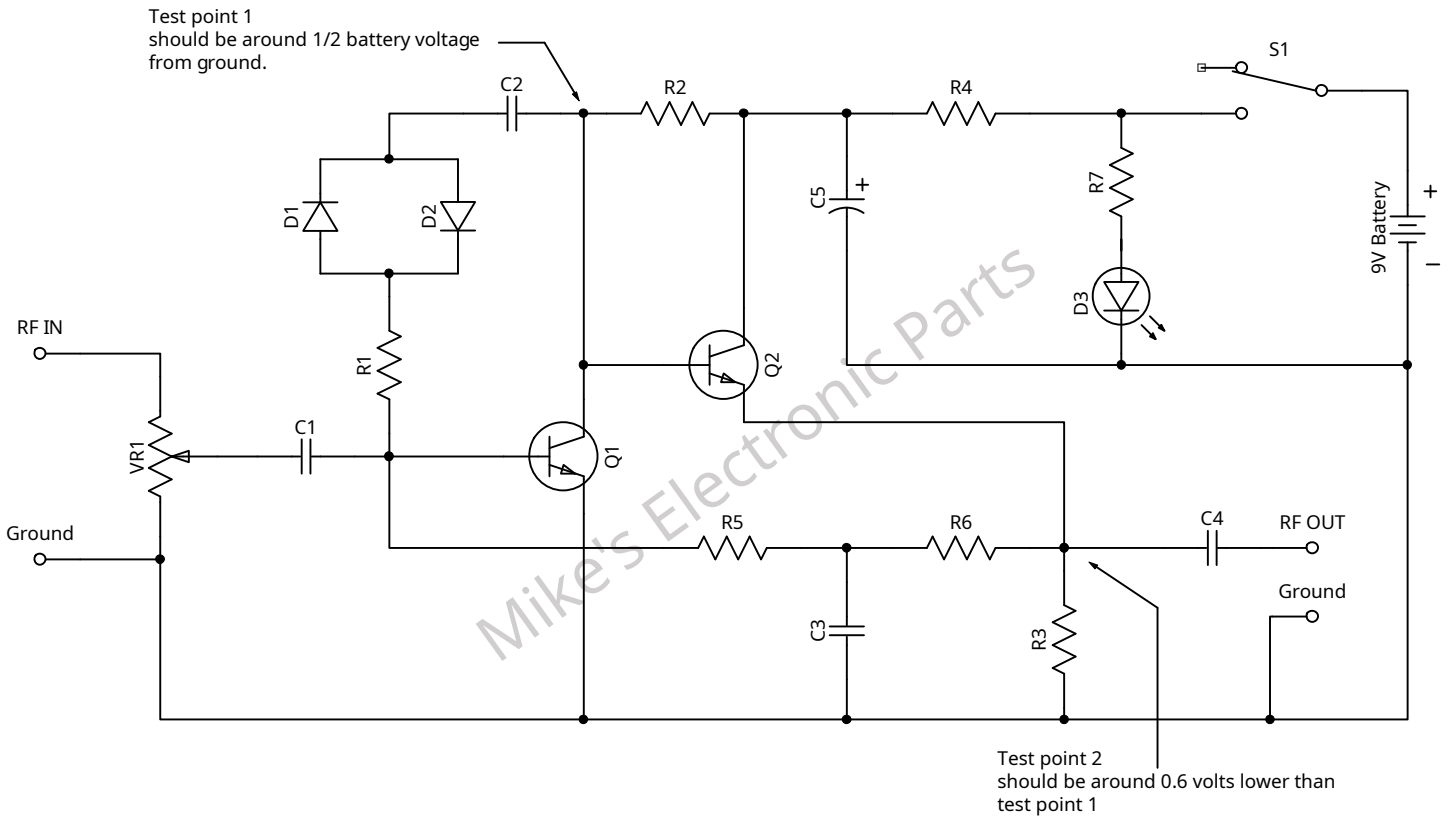 Test point 1
should be around 1/2 battery voltage
from ground.
S1
C2
R2
R4
+
C5
R7
D1
D2
9V Battery
+
−
D3
RF IN
R1
Q2
VR1
C1
Q1
Ground
R5
R6
C4
RF OUT
Ground
C3
R3
Mike's Electronic Parts
Test point 2
should be around 0.6 volts lower than
test point 1